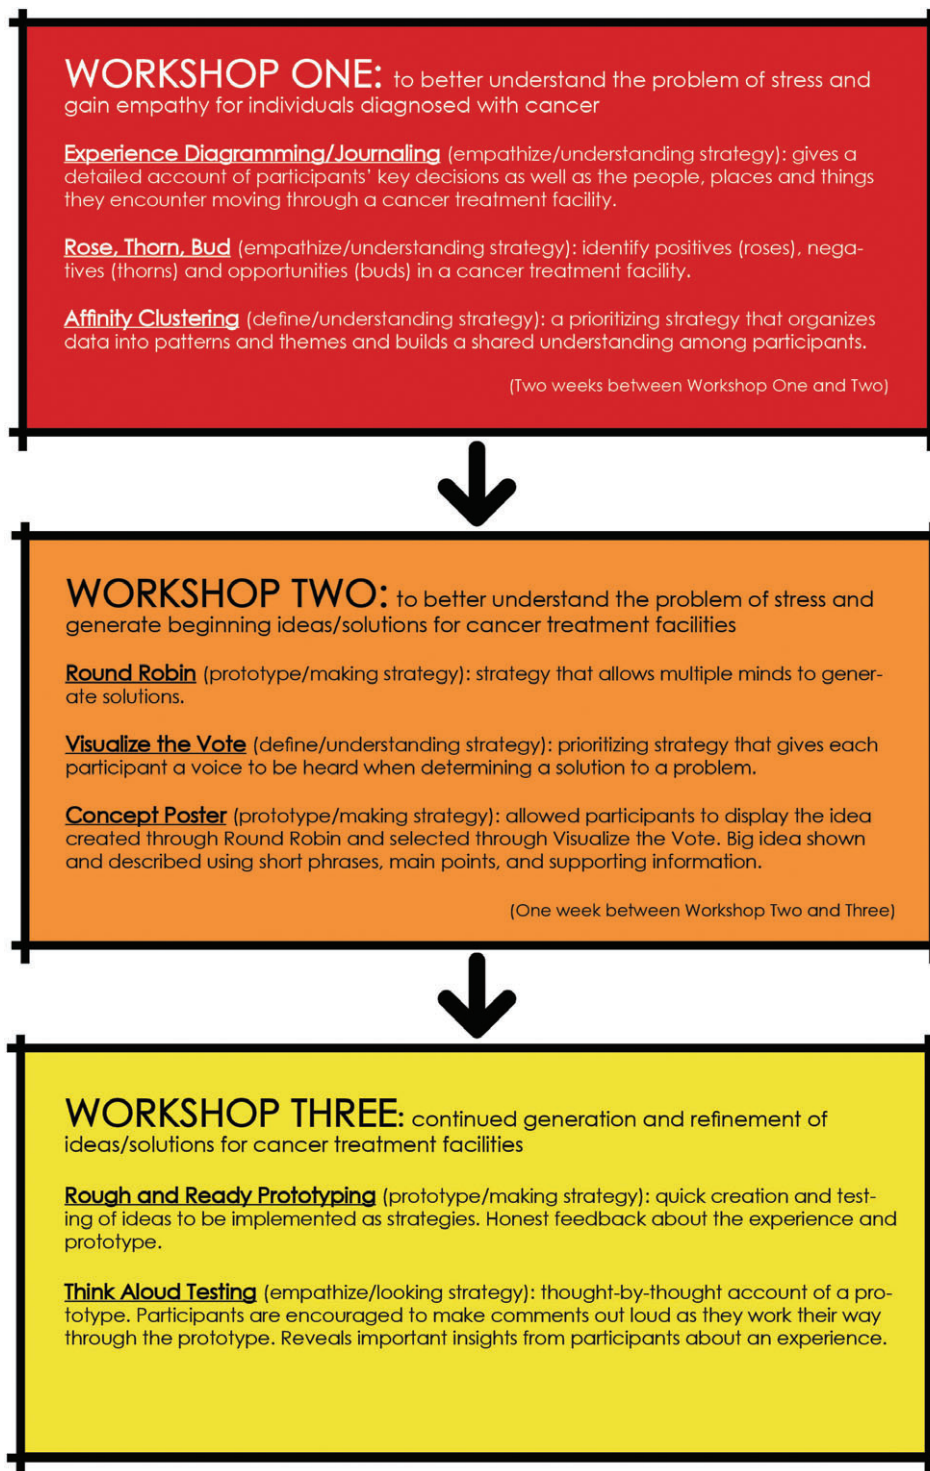 WORKSHOP ONE: to better understand the problem of stress and
gain empathy for individuals diagnosed with cancer
Experience Diagramming/Journaling (empathize/understanding strategy): gives a
detailed account of participants' key decisions as well as the people, places and things
they encounter moving through a cancer treatment facility.
Rose, Thorn, Bud (empathize/understanding strategy): identify positives (roses), nega-
tives (thorns) and opportunities (buds) in a cancer treatment facility.
Affinity Clustering (define/understanding strategy): a prioritizing strategy that organizes
data into patterns and themes and builds a shared understanding among participants.
(Two weeks between Workshop One and Two)
WORKSHOP TWO: to better understand the problem of stress and
generate beginning ideas/solutions for cancer treatment facilities
Round Robin (prototype/making strategy): strategy that allows multiple minds to gener-
ate solutions.
Visualize the Vote (define/understanding strategy): prioritizing strategy that gives each
participant a voice to be heard when determining a solution to a problem.
Concept Poster (prototype/making strategy): allowed participants to display the idea
created through Round Robin and selected through Visualize the Vote. Big idea shown
and described using short phrases, main points, and supporting information.
(One week between Workshop Two and Three)
WORKSHOP THREE: continued generation and refinement of
ideas/solutions for cancer treatment facilities
Rough and Ready Prototyping (prototype/making strategy): quick creation and test-
ing of ideas to be implemented as strategies. Honest feedback about the experience and
prototype.
Think Aloud Testing (empathize/looking strategy): thought-by-thought account of a pro-
totype. Participants are encouraged to make comments out loud as they work their way
through the prototype. Reveals important insights from participants about an experience.